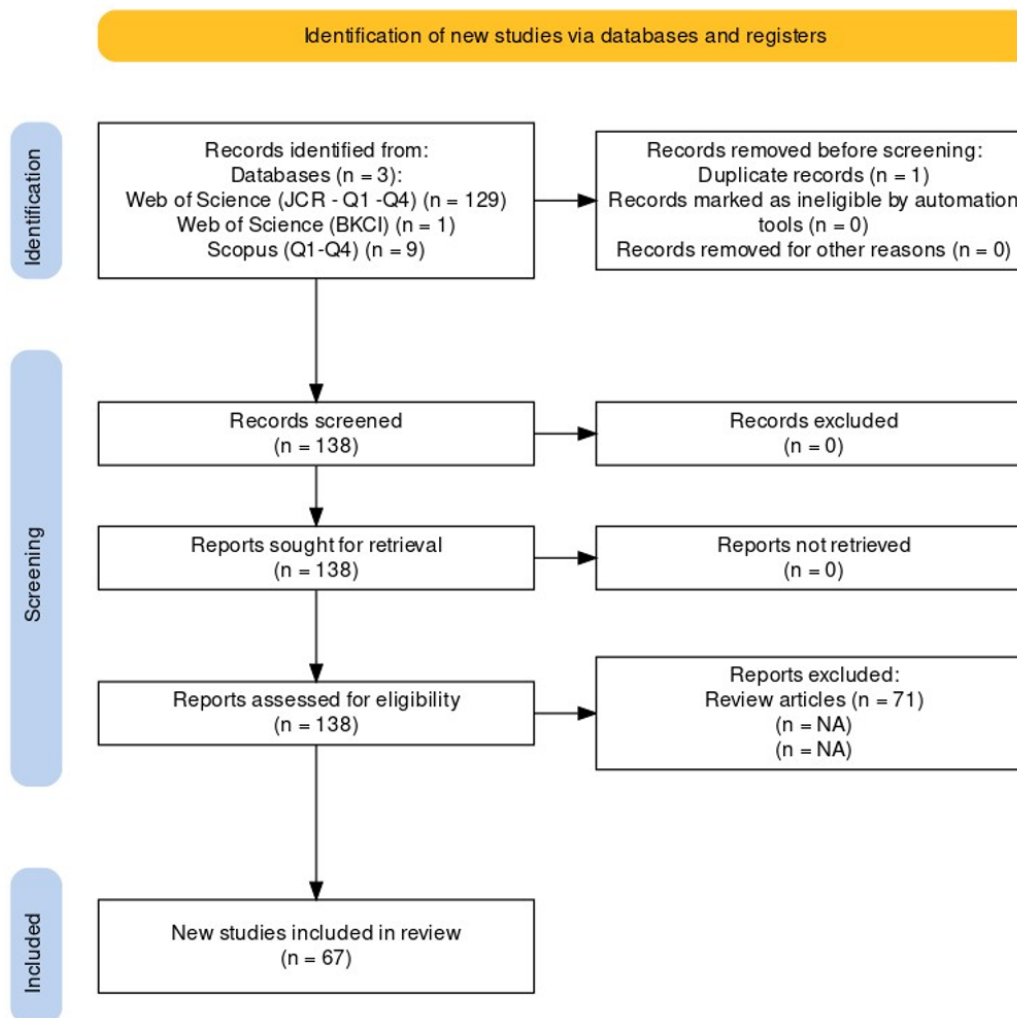 Identification of new studies via databases and registers
Identification
Records identified from:
Databases (n = 3):
Web of Science (JCR - Q1 -Q4) (n = 129)
Web of Science (BKCI) (n = 1)
Scopus (Q1-Q4) (n = 9)
Records removed before screening:
Duplicate records (n = 1)
Records marked as ineligible by automation
tools (n = 0)
Records removed for other reasons (n = 0)
Screening
Records screened
(n = 138)
Records excluded
(n = 0)
Reports sought for retrieval
(n = 138)
Reports not retrieved
(n = 0)
Reports assessed for eligibility
(n = 138)
Reports excluded:
Review articles (n = 71)
(n = NA)
(n = NA)
Included
New studies included in review
(n = 67)